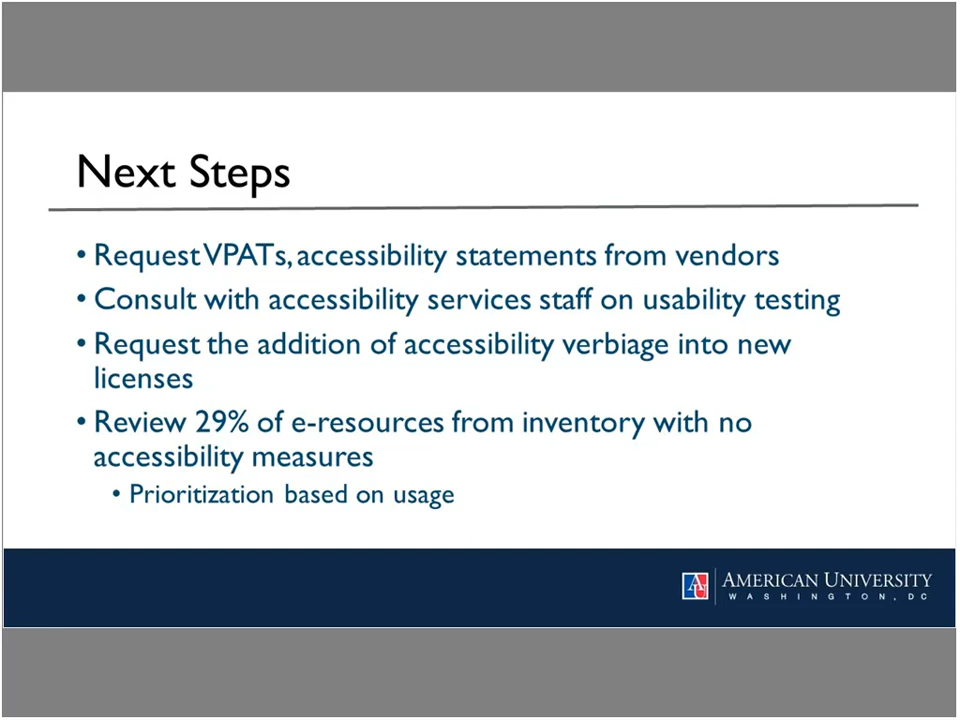 Next Steps
• Request VPATs, accessibility statements from vendors
• Consult with accessibility services staff on usability testing
• Request the addition of accessibility verbiage into new
licenses
• Review 29% of e-resources from inventory with no
accessibility measures
• Prioritization based on usage
AU
AMERICAN UNIVERSITY
WASHINGTON, DC